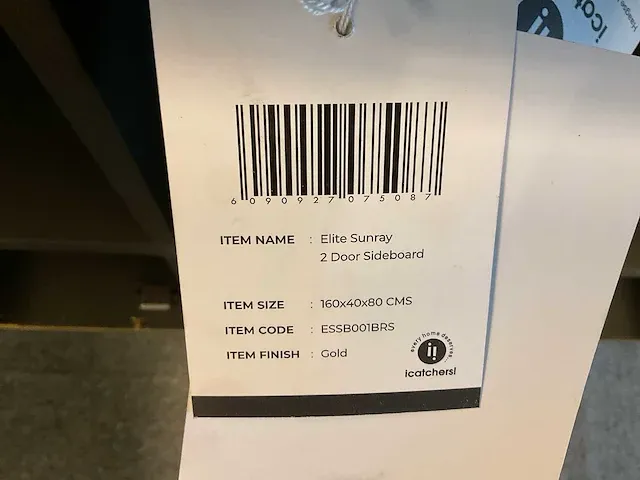 6 090927 075087
ITEM NAME : Elite Sunray
2 Door Sideboard
ITEM SIZE : 160x40x80 CMS
ITEM CODE : ESSB001BRS
ITEM FINISH : Gold
every home deserves
i!
icatchers!
i!
icatc